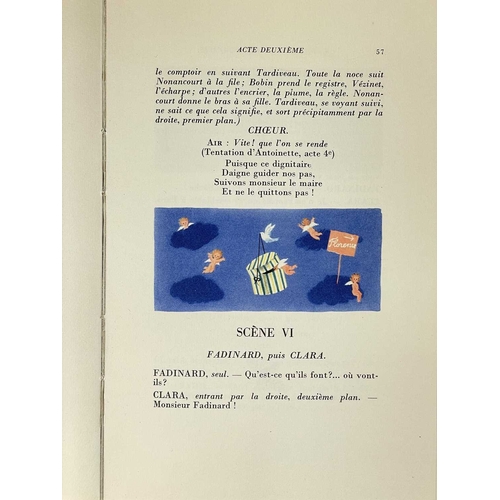 ACTE DEUXIÈME 57
le comptoir en suivant Tardiveau. Toute la noce suit
Nonancourt à la file ; Bobin prend le registre, Vézinet,
l'écharpe ; d'autres l'encrier, la plume, la règle. Nonan-
court donne le bras à sa fille. Tardiveau, se voyant suivi,
ne sait ce que cela signifie, et sort précipitamment par la
droite, premier plan.)
CHŒUR.
AIR : Vite ! que l'on se rende
(Tentation d'Antoinette, acte 4e)
Puisque ce dignitaire
Daigne guider nos pas,
Suivons monsieur le maire
Et ne le quittons pas !
Florence
SCÈNE VI
FADINARD, puis CLARA.
FADINARD, seul. — Qu'est-ce qu'ils font ?... où vont-
ils ?
CLARA, entrant par la droite, deuxième plan. —
Monsieur Fadinard !